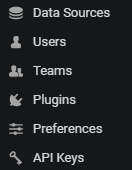 Data Sources
Users
Teams
Plugins
Preferences
API Keys